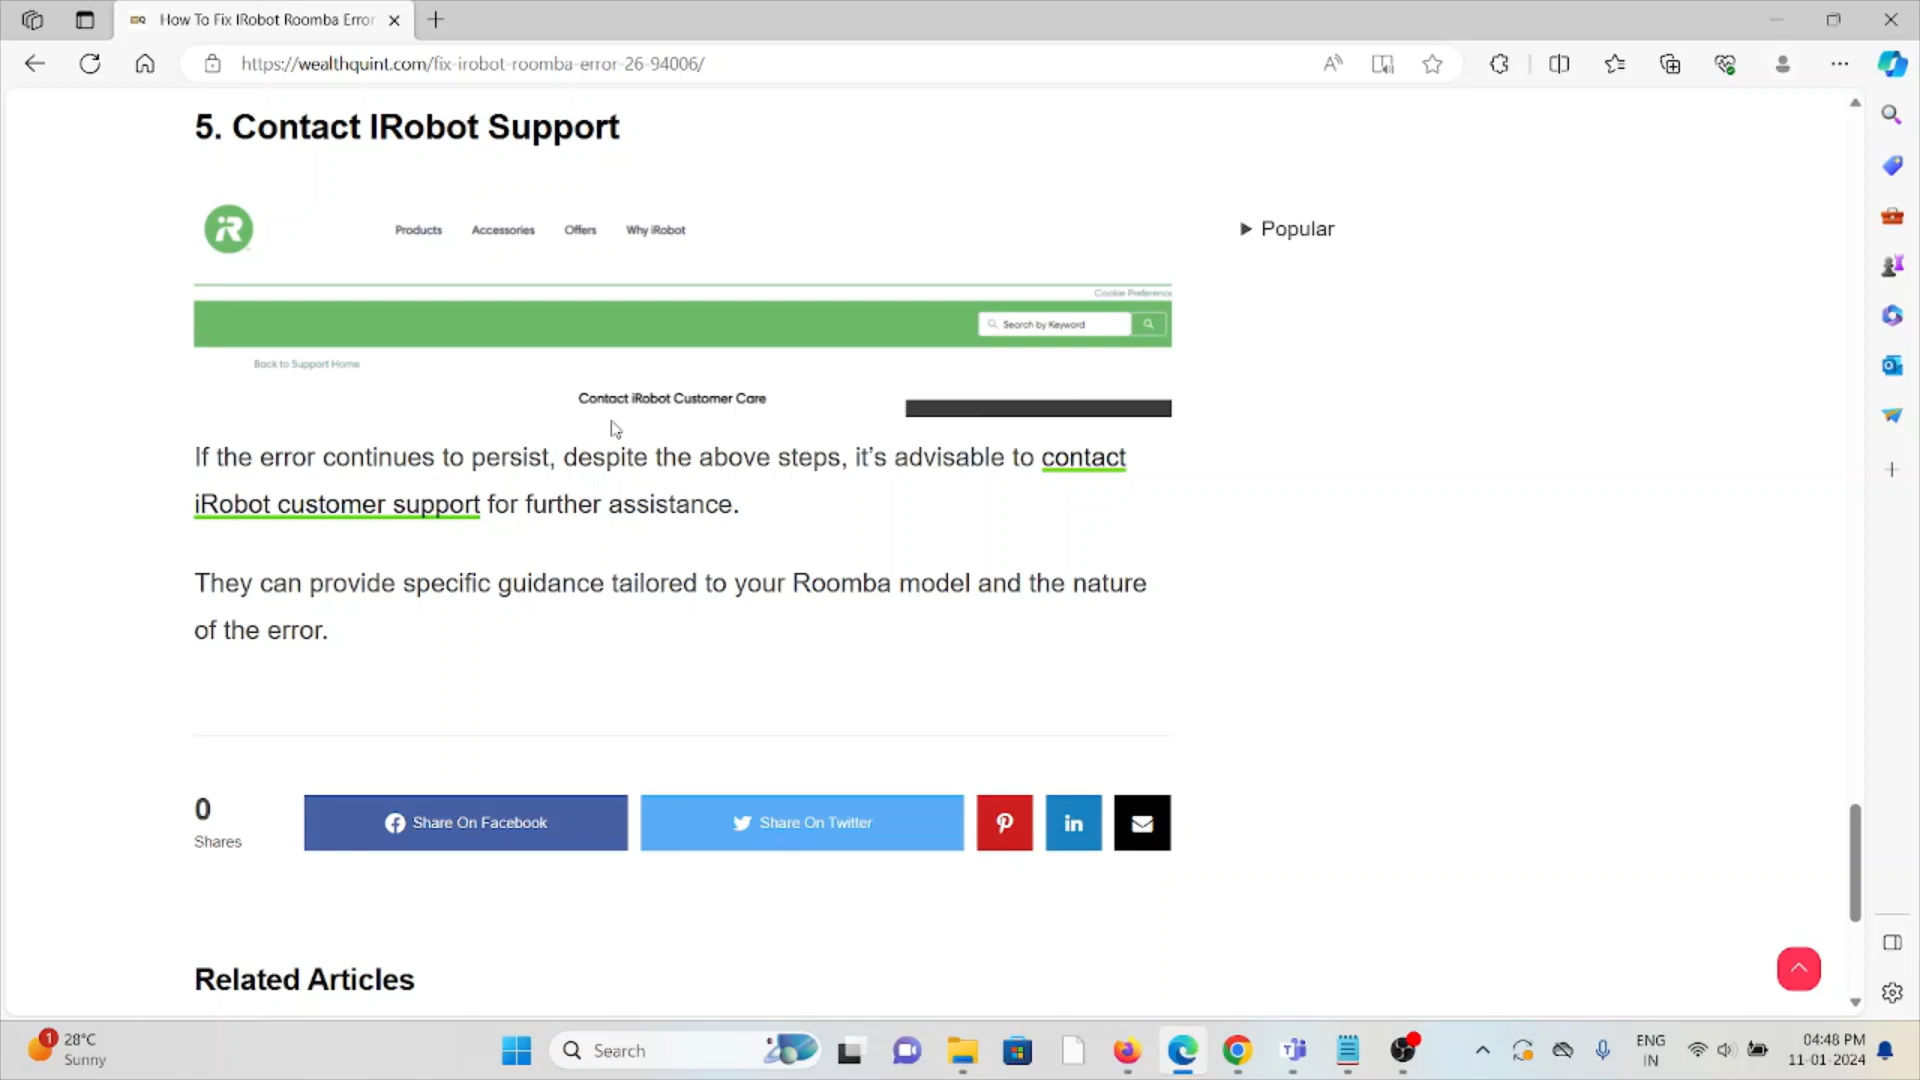 How To Fix IRobot Roomba Error
https://wealthquint.com/fix-irobot-roomba-error-26-94006/
5. Contact IRobot Support
iR
Products Accessories Offers Why iRobot
Popular
Cookie Preference
Search by Keyword
Back to Support Home
Contact iRobot Customer Care
If the error continues to persist, despite the above steps, it's advisable to contact
iRobot customer support for further assistance.
They can provide specific guidance tailored to your Roomba model and the nature
of the error.
0
Shares
Share On Facebook
Share On Twitter
in
Related Articles
1
28°C
Sunny
Search
ENG
IN
04:48 PM
11-01-2024